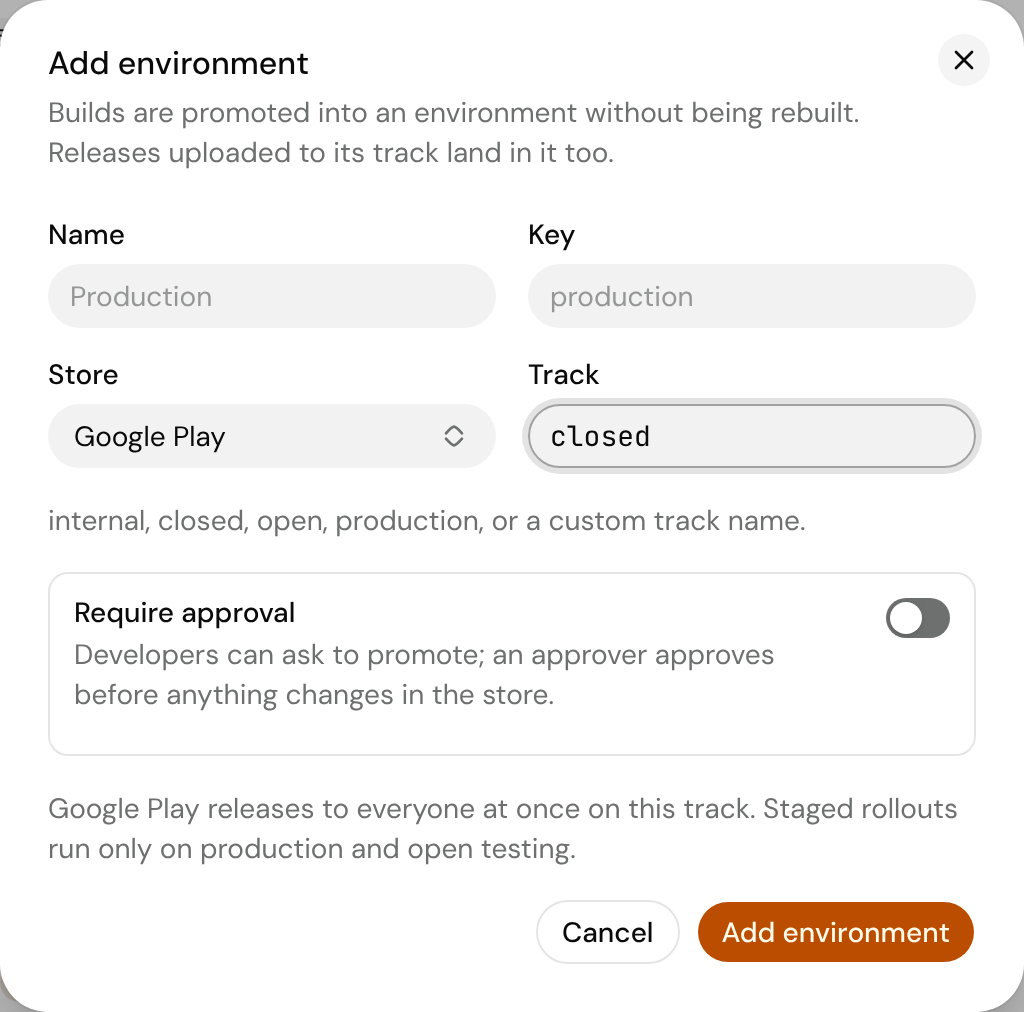 Add environment
Builds are promoted into an environment without being rebuilt.
Releases uploaded to its track land in it too.
Name
Key
Production
production
Store
Track
Google Play
closed
internal, closed, open, production, or a custom track name.
Require approval
Developers can ask to promote; an approver approves
before anything changes in the store.
Google Play releases to everyone at once on this track. Staged rollouts
run only on production and open testing.
Cancel
Add environment